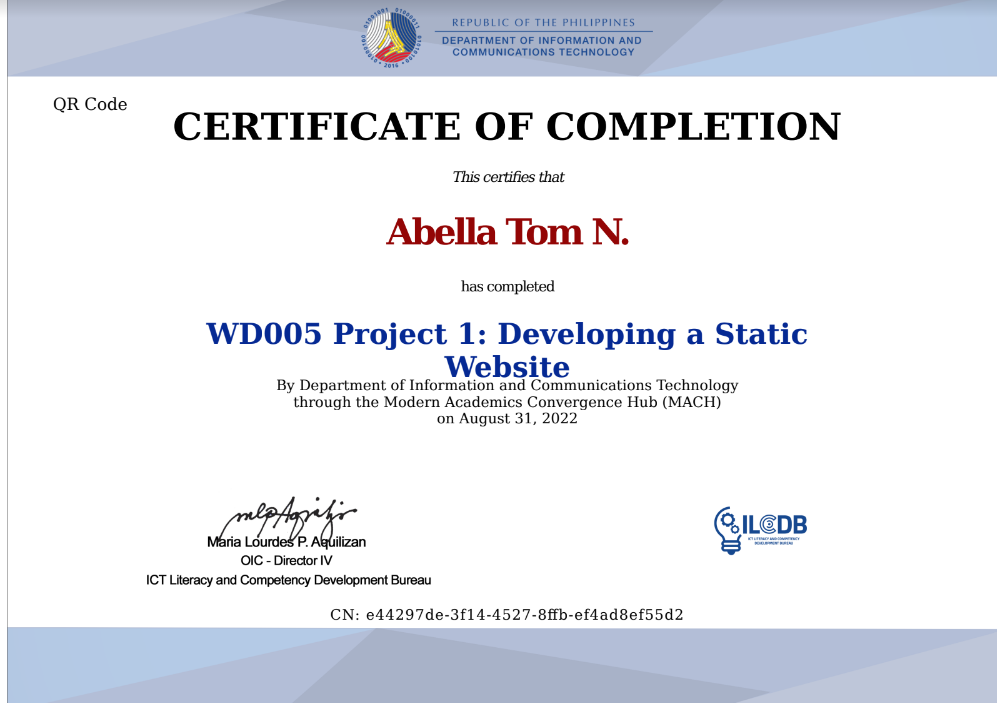 REPUBLIC OF THE PHILIPPINES
DEPARTMENT OF INFORMATION AND
COMMUNICATIONS TECHNOLOGY
2016
QR Code
CERTIFICATE OF COMPLETION
This certifies that
Abella Tom N.
has completed
WD005 Project 1: Developing a Static
Website
By Department of Information and Communications Technology
through the Modern Academics Convergence Hub (MACH)
on August 31, 2022
Maria Lourdes P. Aquilizan
OIC - Director IV
ICT Literacy and Competency Development Bureau
ILCDB
ICT LITERACY AND COMPETENCY
DEVELOPMENT BUREAU
CN: e44297de-3f14-4527-8ffb-ef4ad8ef55d2